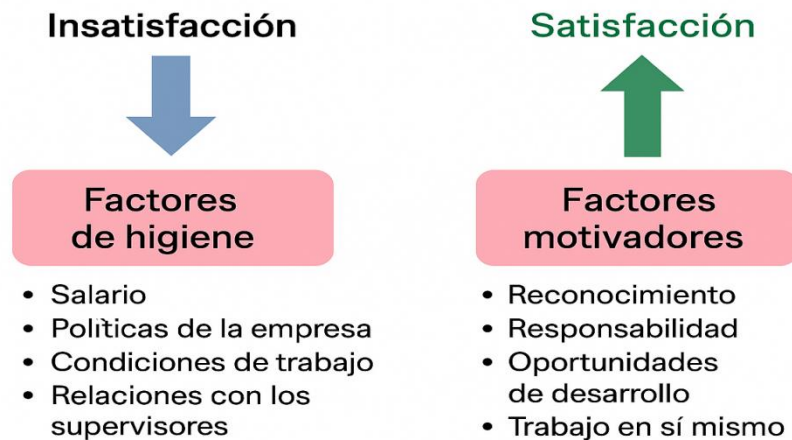 Insatisfacción
Factores
de higiene
• Salario
• Políticas de la empresa
• Condiciones de trabajo
• Relaciones con los
supervisores
Satisfacción
Factores
motivadores
• Reconocimiento
• Responsabilidad
• Oportunidades
de desarrollo
• Trabajo en sí mismo